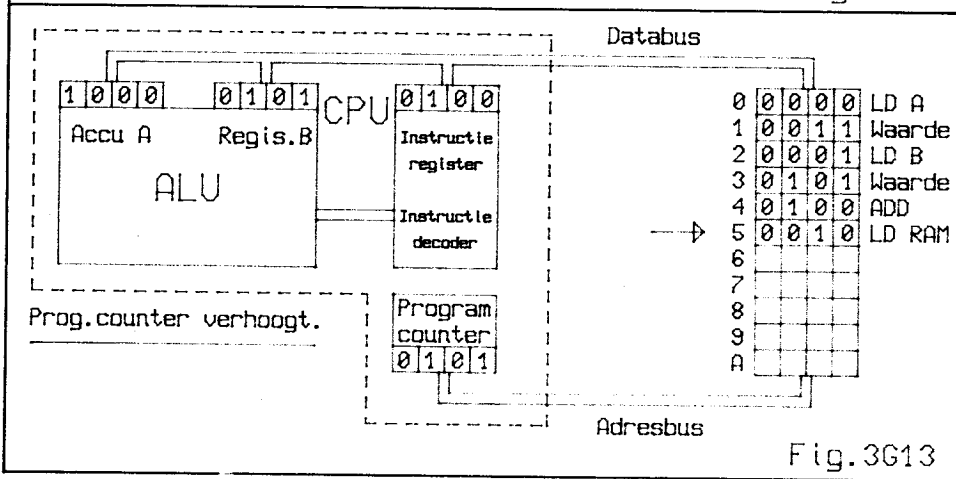 Databus
1 0 0 0
0 1 0 1
CPU
0 1 0 0
Accu A
Regis.B
ALU
Instructie
register
Instructie
decoder
0 0 0 0 0 LD A
1 0 0 1 1 Waarde
2 0 0 0 1 LD B
3 0 1 0 1 Waarde
4 0 1 0 0 ADD
5 0 0 1 0 LD RAM
6
7
8
9
A
Prog.counter verhoogt.
Program
counter
0 1 0 1
Adresbus
Fig.3G13